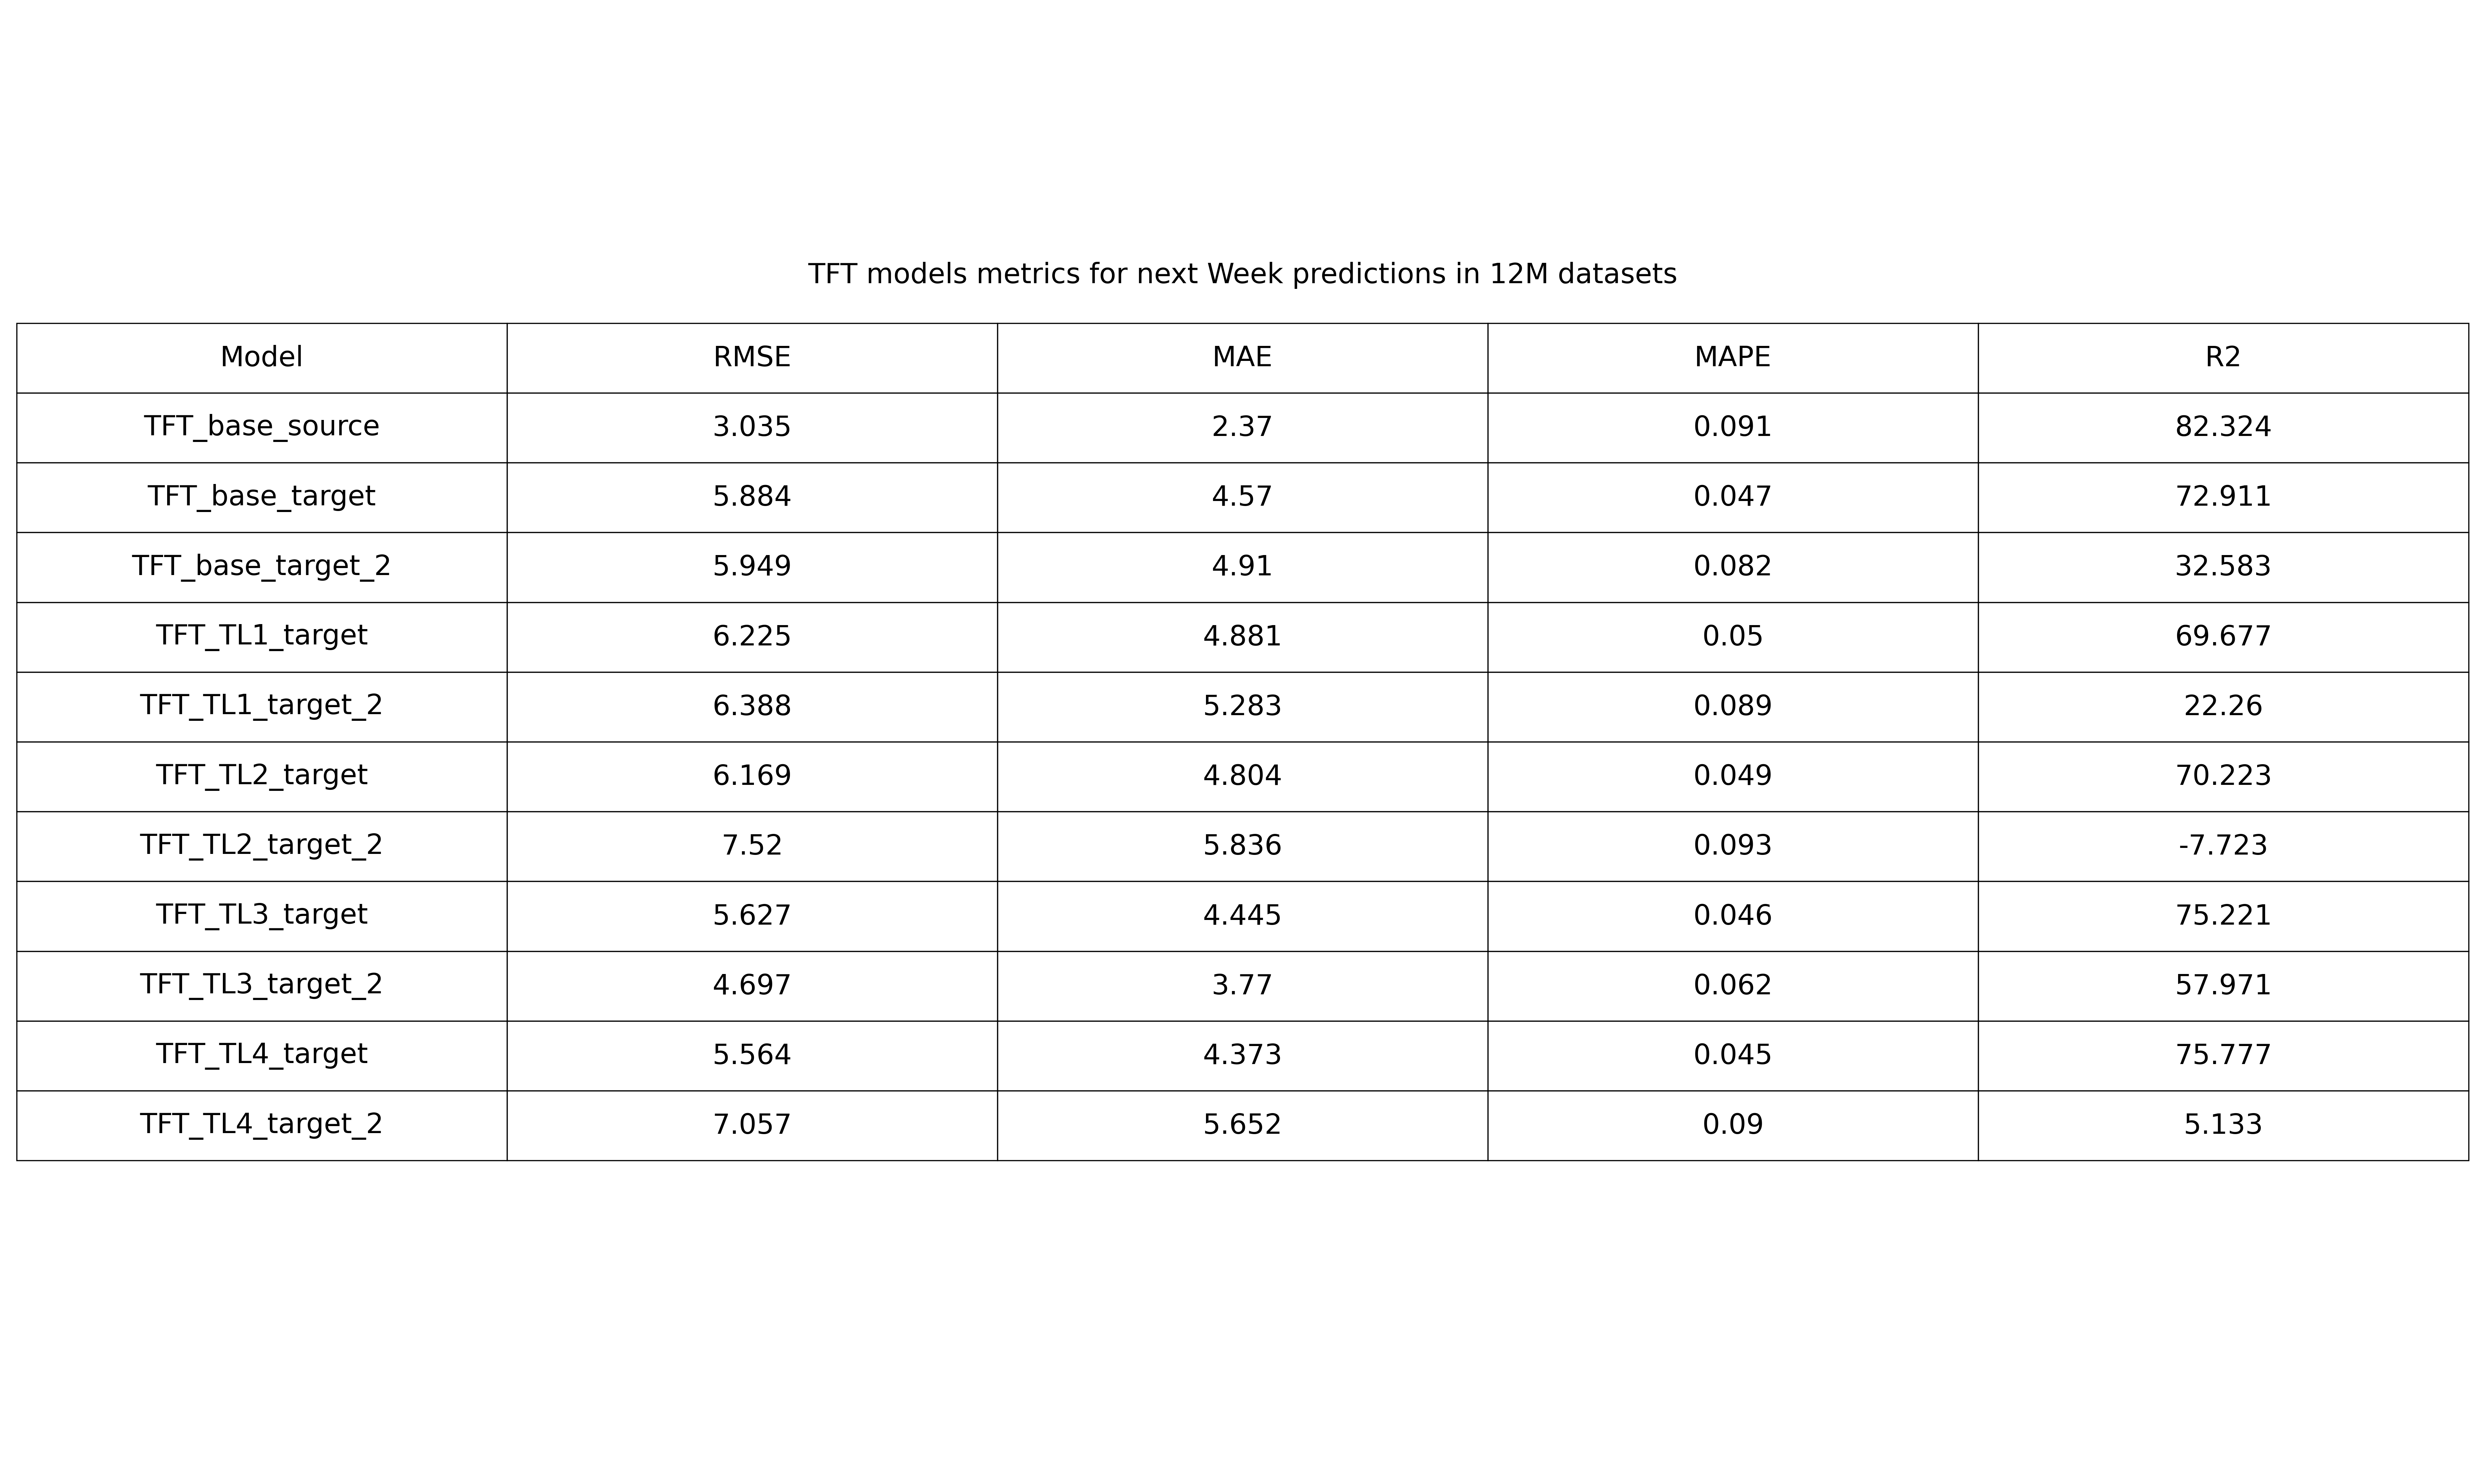 TFT models metrics for next Week predictions in 12M datasets
Model RMSE MAE MAPE R2
TFT_base_source 3.035 2.37 0.091 82.324
TFT_base_target 5.884 4.57 0.047 72.911
TFT_base_target_2 5.949 4.91 0.082 32.583
TFT_TL1_target 6.225 4.881 0.05 69.677
TFT_TL1_target_2 6.388 5.283 0.089 22.26
TFT_TL2_target 6.169 4.804 0.049 70.223
TFT_TL2_target_2 7.52 5.836 0.093 -7.723
TFT_TL3_target 5.627 4.445 0.046 75.221
TFT_TL3_target_2 4.697 3.77 0.062 57.971
TFT_TL4_target 5.564 4.373 0.045 75.777
TFT_TL4_target_2 7.057 5.652 0.09 5.133